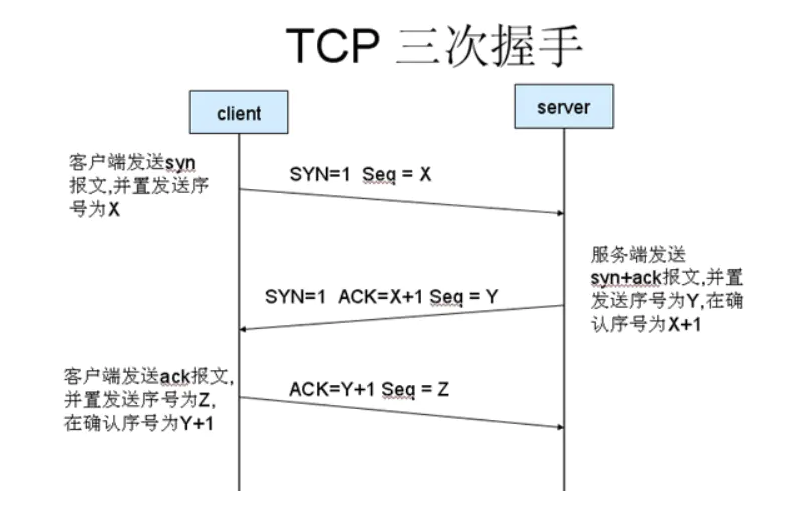 TCP 三次握手
client
server
客户端发送syn
报文,并置发送序
号为X
SYN=1 Seq = X
服务端发送
syn+ack报文,并置
发送序号为Y,在确
认序号为X+1
SYN=1 ACK=X+1 Seq = Y
客户端发送ack报文,
并置发送序号为Z,
在确认序号为Y+1
ACK=Y+1 Seq = Z